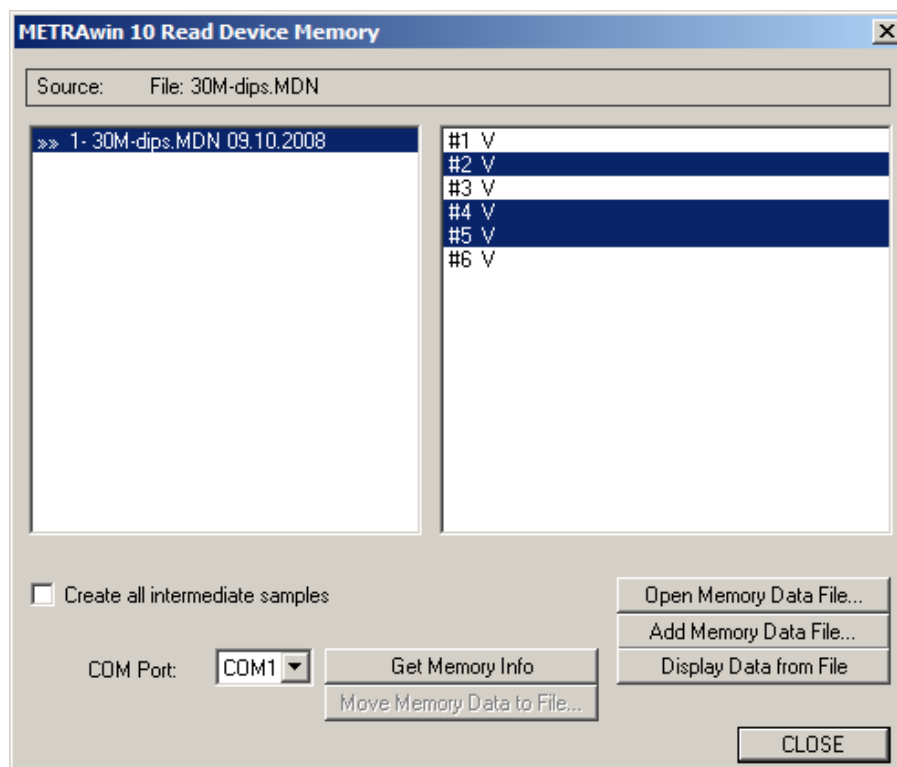 METRAwin 10 Read Device Memory
Source: File: 30M-dips.MDN
»» 1- 30M-dips.MDN 09.10.2008
#1 V
#2 V
#3 V
#4 V
#5 V
#6 V
Create all intermediate samples
Open Memory Data File...
Add Memory Data File...
COM Port: COM1 Get Memory Info Display Data from File
Move Memory Data to File...
CLOSE